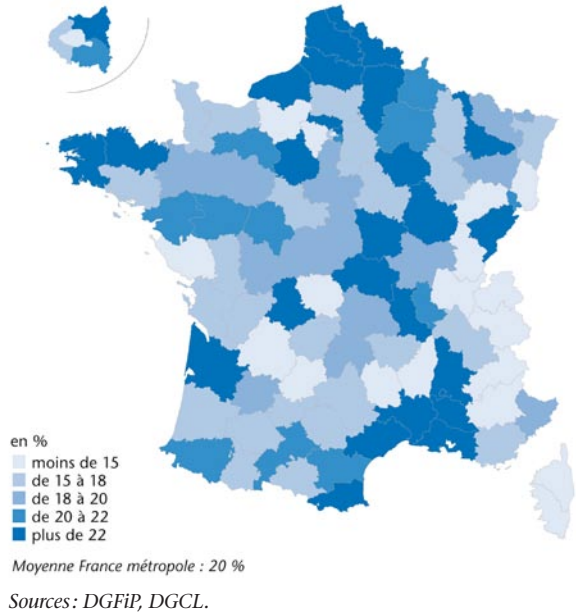 en %
moins de 15
de 15 à 18
de 18 à 20
de 20 à 22
plus de 22
Moyenne France métropole : 20 %
Sources : DGFiP, DGCL.